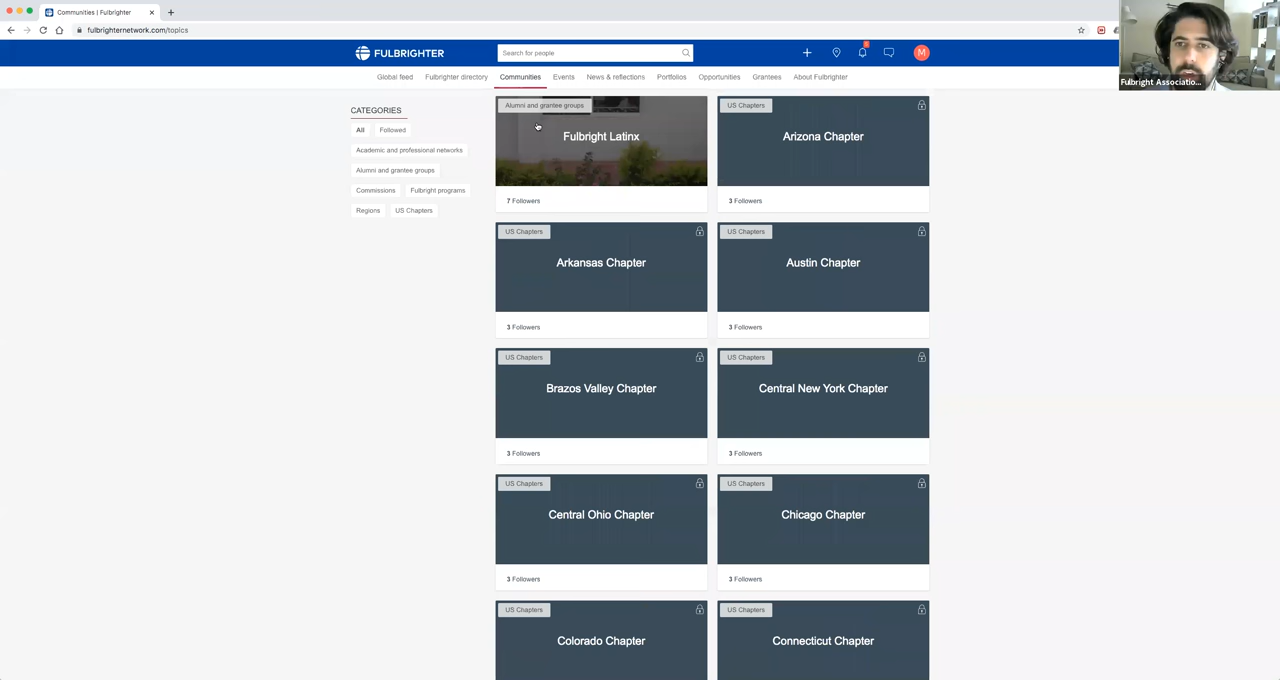 Communities | Fulbrighter
fulbrighternetwork.com/topics
FULBRIGHTER
Search for people
M
Fulbright Associatio...
Global feed
Fulbrighter directory
Communities
Events
News & reflections
Portfolios
Opportunities
Grantees
About Fulbrighter
CATEGORIES
All
Followed
Academic and professional networks
Alumni and grantee groups
Commissions
Fulbright programs
Regions
US Chapters
Alumni and grantee groups
Fulbright Latinx
7 Followers
US Chapters
Arizona Chapter
3 Followers
US Chapters
Arkansas Chapter
3 Followers
US Chapters
Austin Chapter
3 Followers
US Chapters
Brazos Valley Chapter
3 Followers
US Chapters
Central New York Chapter
3 Followers
US Chapters
Central Ohio Chapter
3 Followers
US Chapters
Chicago Chapter
3 Followers
US Chapters
Colorado Chapter
US Chapters
Connecticut Chapter